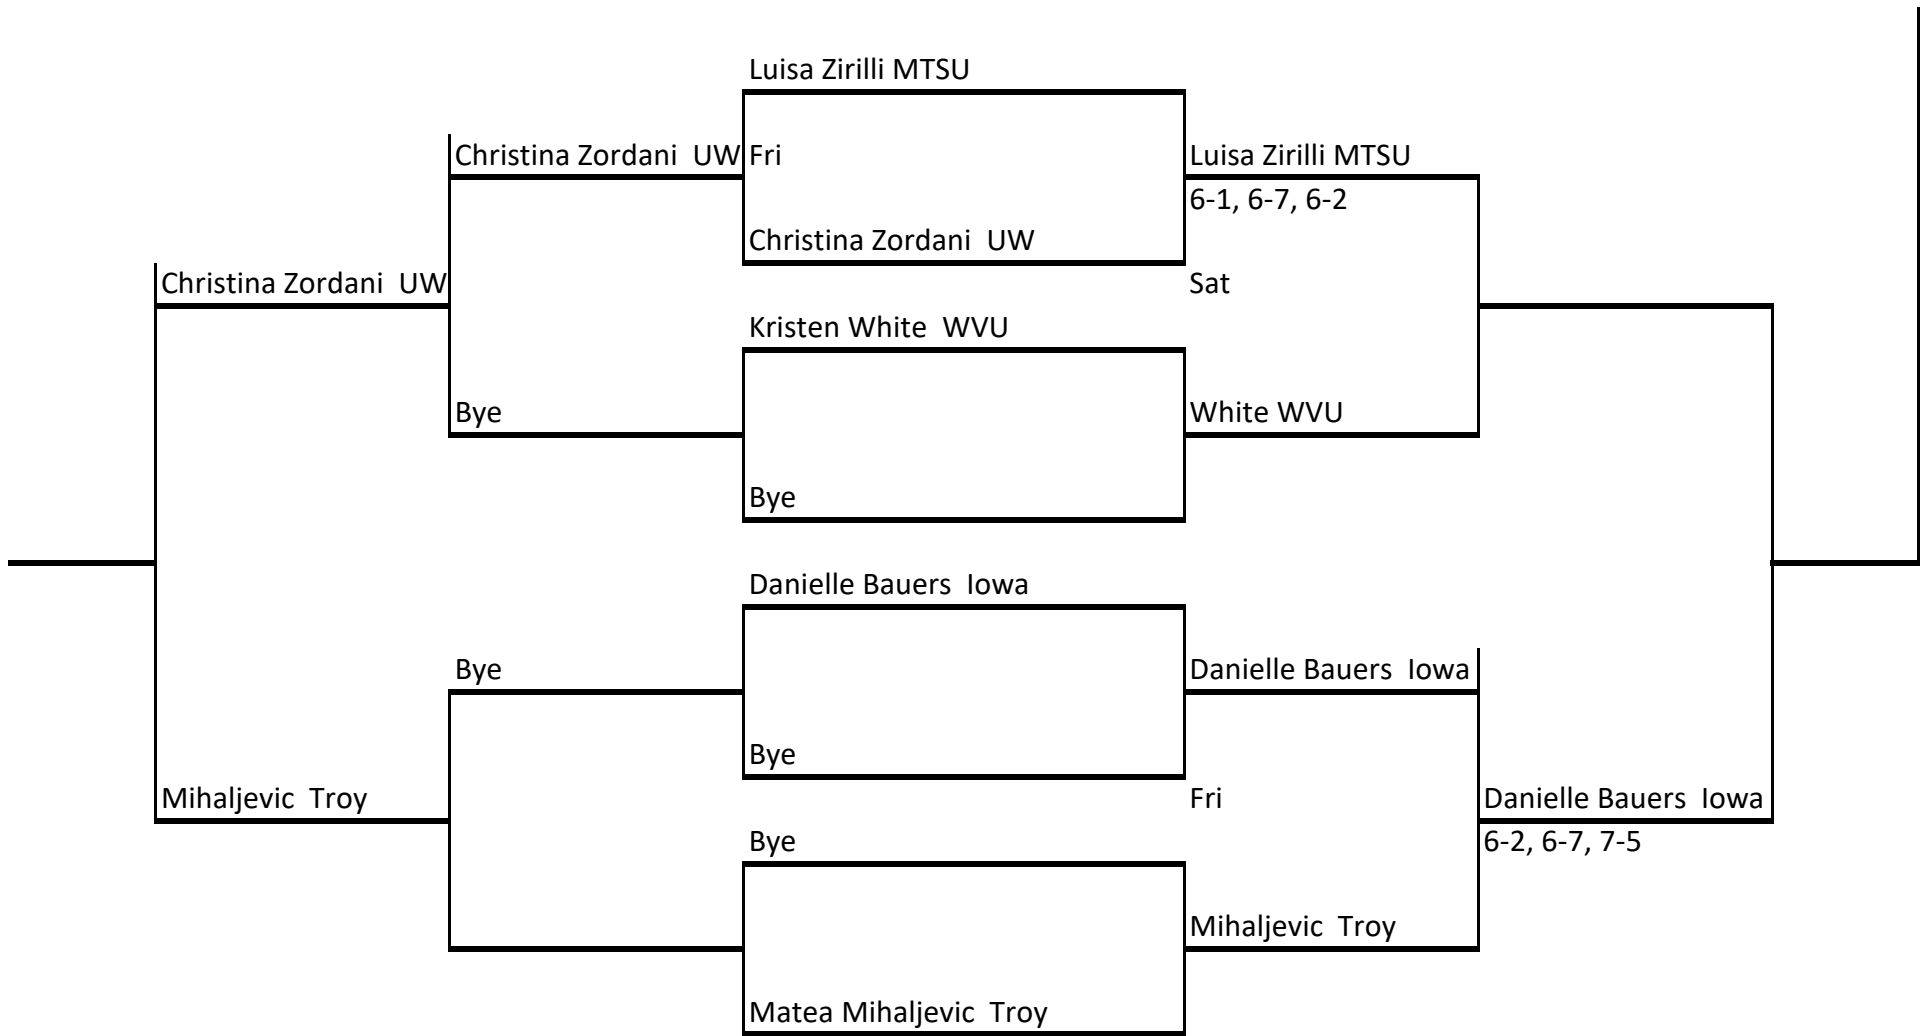 Luisa Zirilli MTSU
Christina Zordani  UW
Fri
Luisa Zirilli MTSU
6-1, 6-7, 6-2
Christina Zordani  UW
Christina Zordani  UW
Sat
Kristen White  WVU
Bye
White WVU
Bye
Danielle Bauers  Iowa
Bye
Danielle Bauers  Iowa
Bye
Mihaljevic  Troy
Fri
Danielle Bauers  Iowa
Bye
6-2, 6-7, 7-5
Mihaljevic  Troy
Matea Mihaljevic  Troy